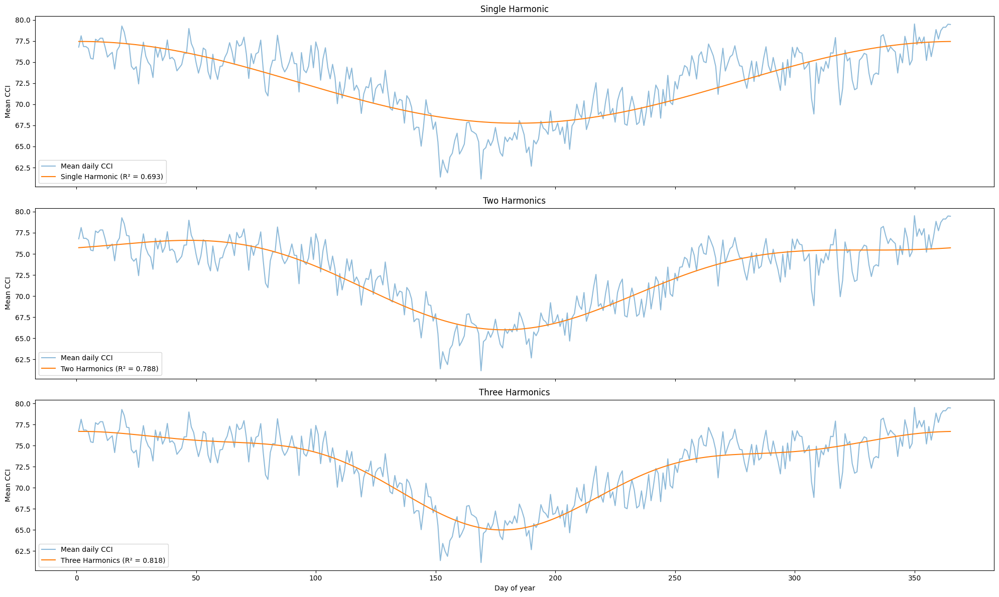 Single Harmonic
80.0
77.5
75.0
72.5
70.0
67.5
65.0
62.5
Mean CCI
Mean daily CCI
Single Harmonic (R² = 0.693)
Two Harmonics
80.0
77.5
75.0
72.5
70.0
67.5
65.0
62.5
Mean CCI
Mean daily CCI
Two Harmonics (R² = 0.788)
Three Harmonics
80.0
77.5
75.0
72.5
70.0
67.5
65.0
62.5
Mean CCI
Mean daily CCI
Three Harmonics (R² = 0.818)
0 50 100 150 200 250 300 350
Day of year